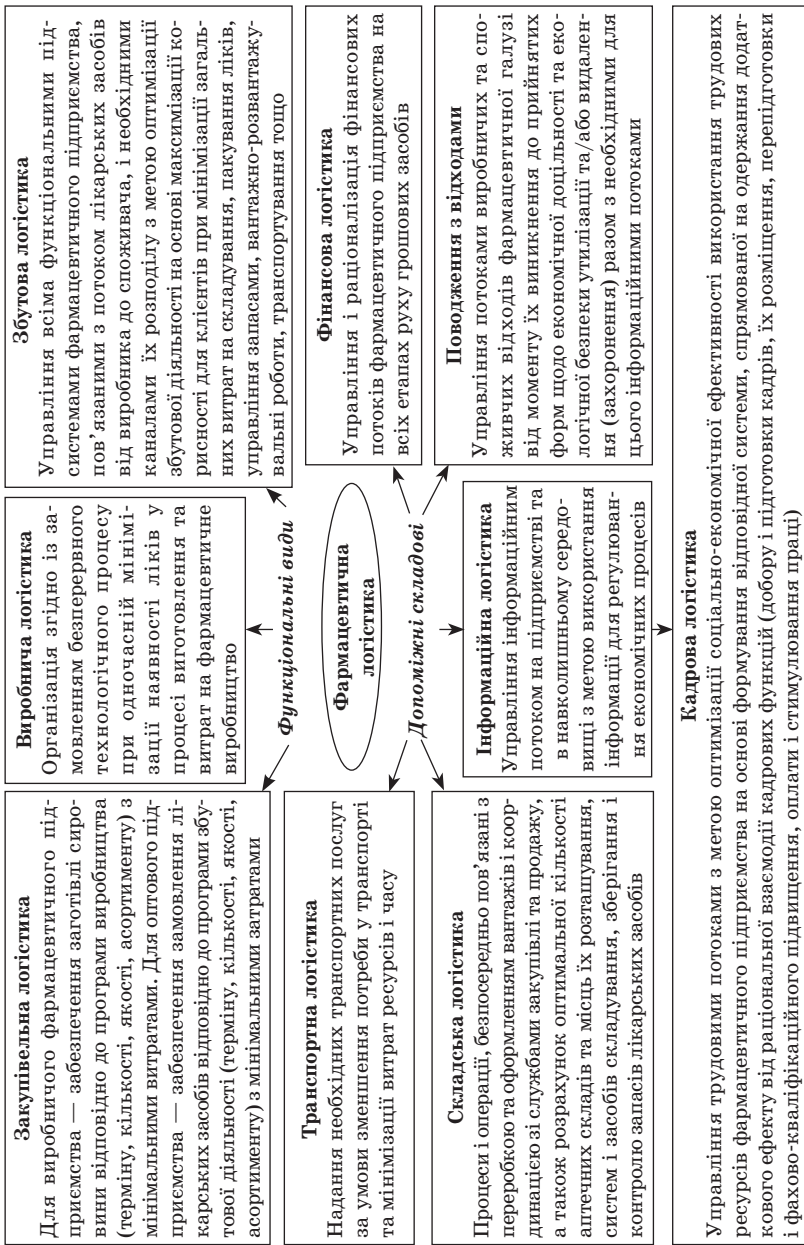 Закупівельна логістика
Для виробничого фармацевтичного під-
приємства — забезпечення заготівлі сиро-
вини відповідно до програми виробництва
(терміну, кількості, якості, асортименту) з
мінімальними витратами. Для оптового під-
приємства — забезпечення замовлення лі-
карських засобів відповідно до програми збу-
тової діяльності (терміну, кількості, якості,
асортименту) з мінімальними затратами
Виробнича логістика
Організація згідно із за-
мовленням безперервного
технологічного процесу
при одночасній мінімі-
зації наявності ліків у
процесі виготовлення та
витрат на фармацевтичне
виробництво
Збутова логістика
Управління всіма функціональними під-
системами фармацевтичного підприємства,
пов’язаними з потоком лікарських засобів
від виробника до споживача, і необхідними
каналами їх розподілу з метою оптимізації
збутової діяльності на основі максимізації ко-
рисності для клієнтів при мінімізації загаль-
них витрат на складування, пакування ліків,
управління запасами, вантажно-розвантажу-
вальні роботи, транспортування тощо
Функціональні види
Фармацевтична
логістика
Допоміжні складові
Транспортна логістика
Надання необхідних транспортних послуг
за умови зменшення потреби у транспорті
та мінімізації витрат ресурсів і часу
Фінансова логістика
Управління і раціоналізація фінансових
потоків фармацевтичного підприємства на
всіх етапах руху грошових засобів
Складська логістика
Процеси і операції, безпосередньо пов’язані з
переробкою та оформленням вантажів і коор-
динацією зі службами закупівлі та продажу,
а також розрахунок оптимальної кількості
аптечних складів та місць їх розташування,
систем і засобів складування, зберігання і
контролю запасів лікарських засобів
Інформаційна логістика
Управління інформаційним
потоком на підприємстві та
в навколишньому середо-
вищі з метою використання
інформації для регулюван-
ня економічних процесів
Поводження з відходами
Управління потоками виробничих та спо-
живчих відходів фармацевтичної галузі
від моменту їх виникнення до прийнятих
форм щодо економічної доцільності та еко-
логічної безпеки утилізації та/або видален-
ня (захоронення) разом з необхідними для
цього інформаційними потоками
Кадрова логістика
Управління трудовими потоками з метою оптимізації соціально-економічної ефективності використання трудових
ресурсів фармацевтичного підприємства на основі формування відповідної системи, спрямованої на одержання додат-
кового ефекту від раціональної взаємодії кадрових функцій (добору і підготовки кадрів, їх розміщення, перепідготовки
і фахово-кваліфікаційного підвищення, оплати і стимулювання праці)